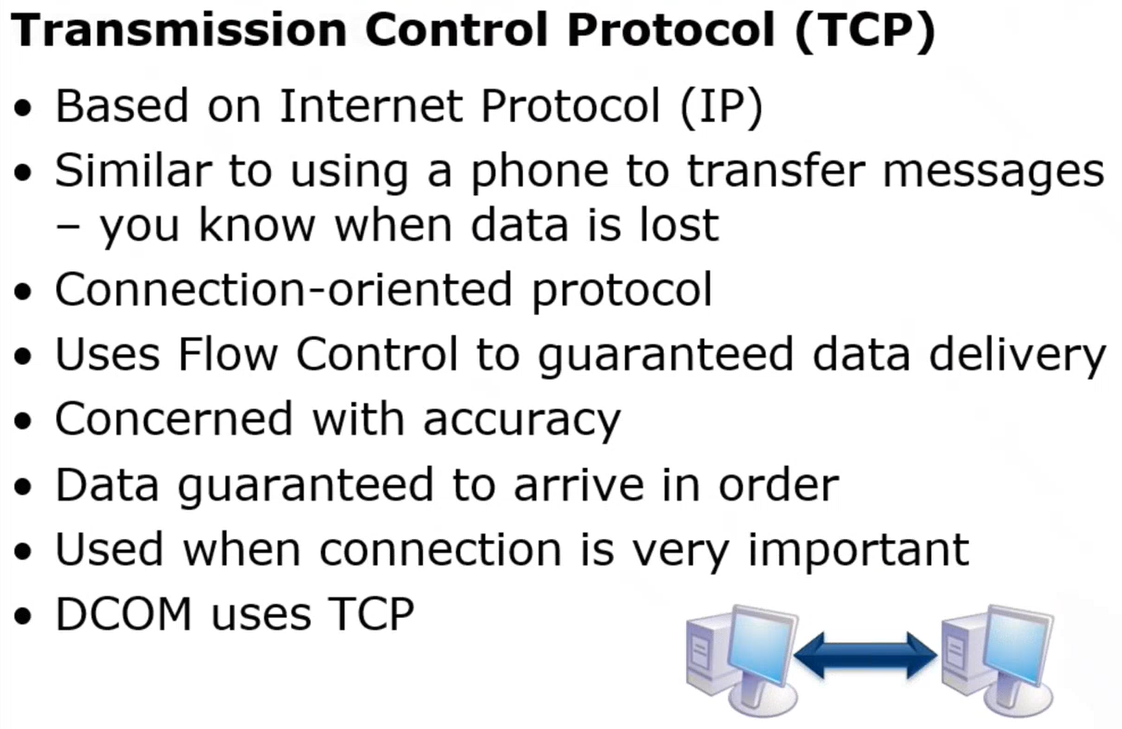 Transmission Control Protocol (TCP)
• Based on Internet Protocol (IP)
• Similar to using a phone to transfer messages
– you know when data is lost
• Connection-oriented protocol
• Uses Flow Control to guaranteed data delivery
• Concerned with accuracy
• Data guaranteed to arrive in order
• Used when connection is very important
• DCOM uses TCP